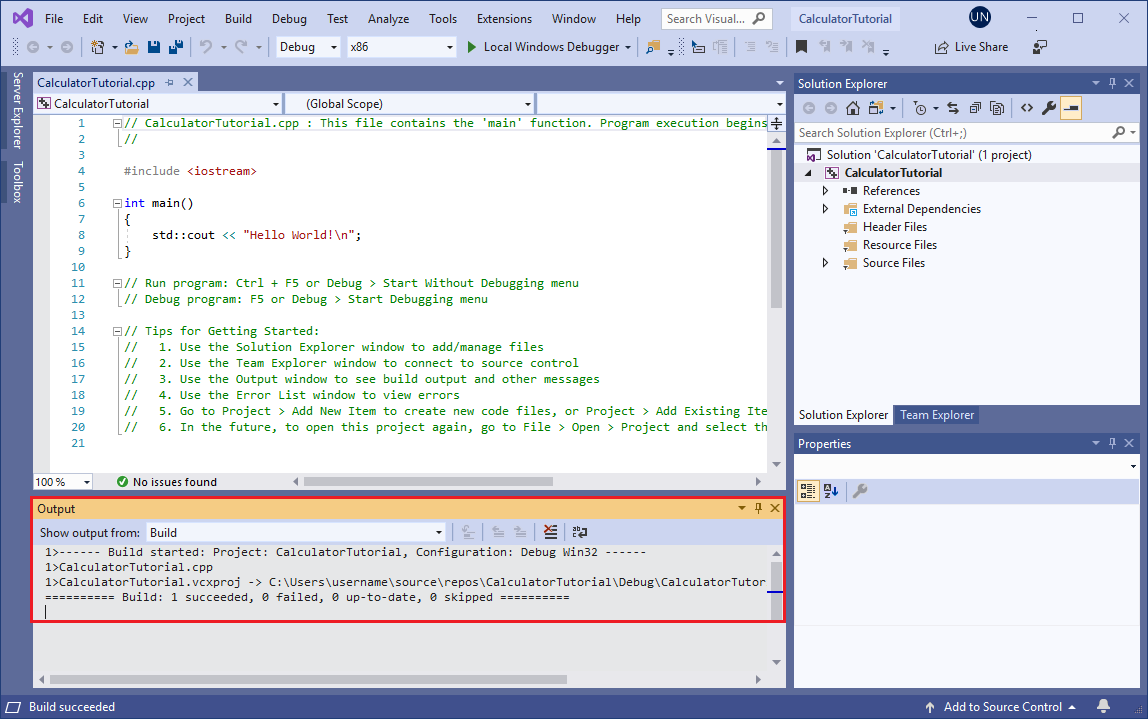 File Edit View Project Build Debug Test Analyze Tools Extensions Window Help Search Visual... CalculatorTutorial UN
Debug x86 Local Windows Debugger Live Share
Server Explorer
Toolbox
CalculatorTutorial.cpp
CalculatorTutorial (Global Scope)
1 // CalculatorTutorial.cpp : This file contains the 'main' function. Program execution begins
2 //
3
4 #include <iostream>
5
6 int main()
7 {
8 std::cout << "Hello World!\n";
9 }
10
11 // Run program: Ctrl + F5 or Debug > Start Without Debugging menu
12 // Debug program: F5 or Debug > Start Debugging menu
13
14 // Tips for Getting Started:
15 // 1. Use the Solution Explorer window to add/manage files
16 // 2. Use the Team Explorer window to connect to source control
17 // 3. Use the Output window to see build output and other messages
18 // 4. Use the Error List window to view errors
19 // 5. Go to Project > Add New Item to create new code files, or Project > Add Existing Ite
20 // 6. In the future, to open this project again, go to File > Open > Project and select th
21
100 % No issues found
Output
Show output from: Build
1>------ Build started: Project: CalculatorTutorial, Configuration: Debug Win32 ------
1>CalculatorTutorial.cpp
1>CalculatorTutorial.vcxproj -> C:\Users\username\source\repos\CalculatorTutorial\Debug\CalculatorTutor
========== Build: 1 succeeded, 0 failed, 0 up-to-date, 0 skipped ==========
Solution Explorer
Search Solution Explorer (Ctrl+;)
Solution 'CalculatorTutorial' (1 project)
CalculatorTutorial
References
External Dependencies
Header Files
Resource Files
Source Files
Solution Explorer Team Explorer
Properties
Build succeeded Add to Source Control